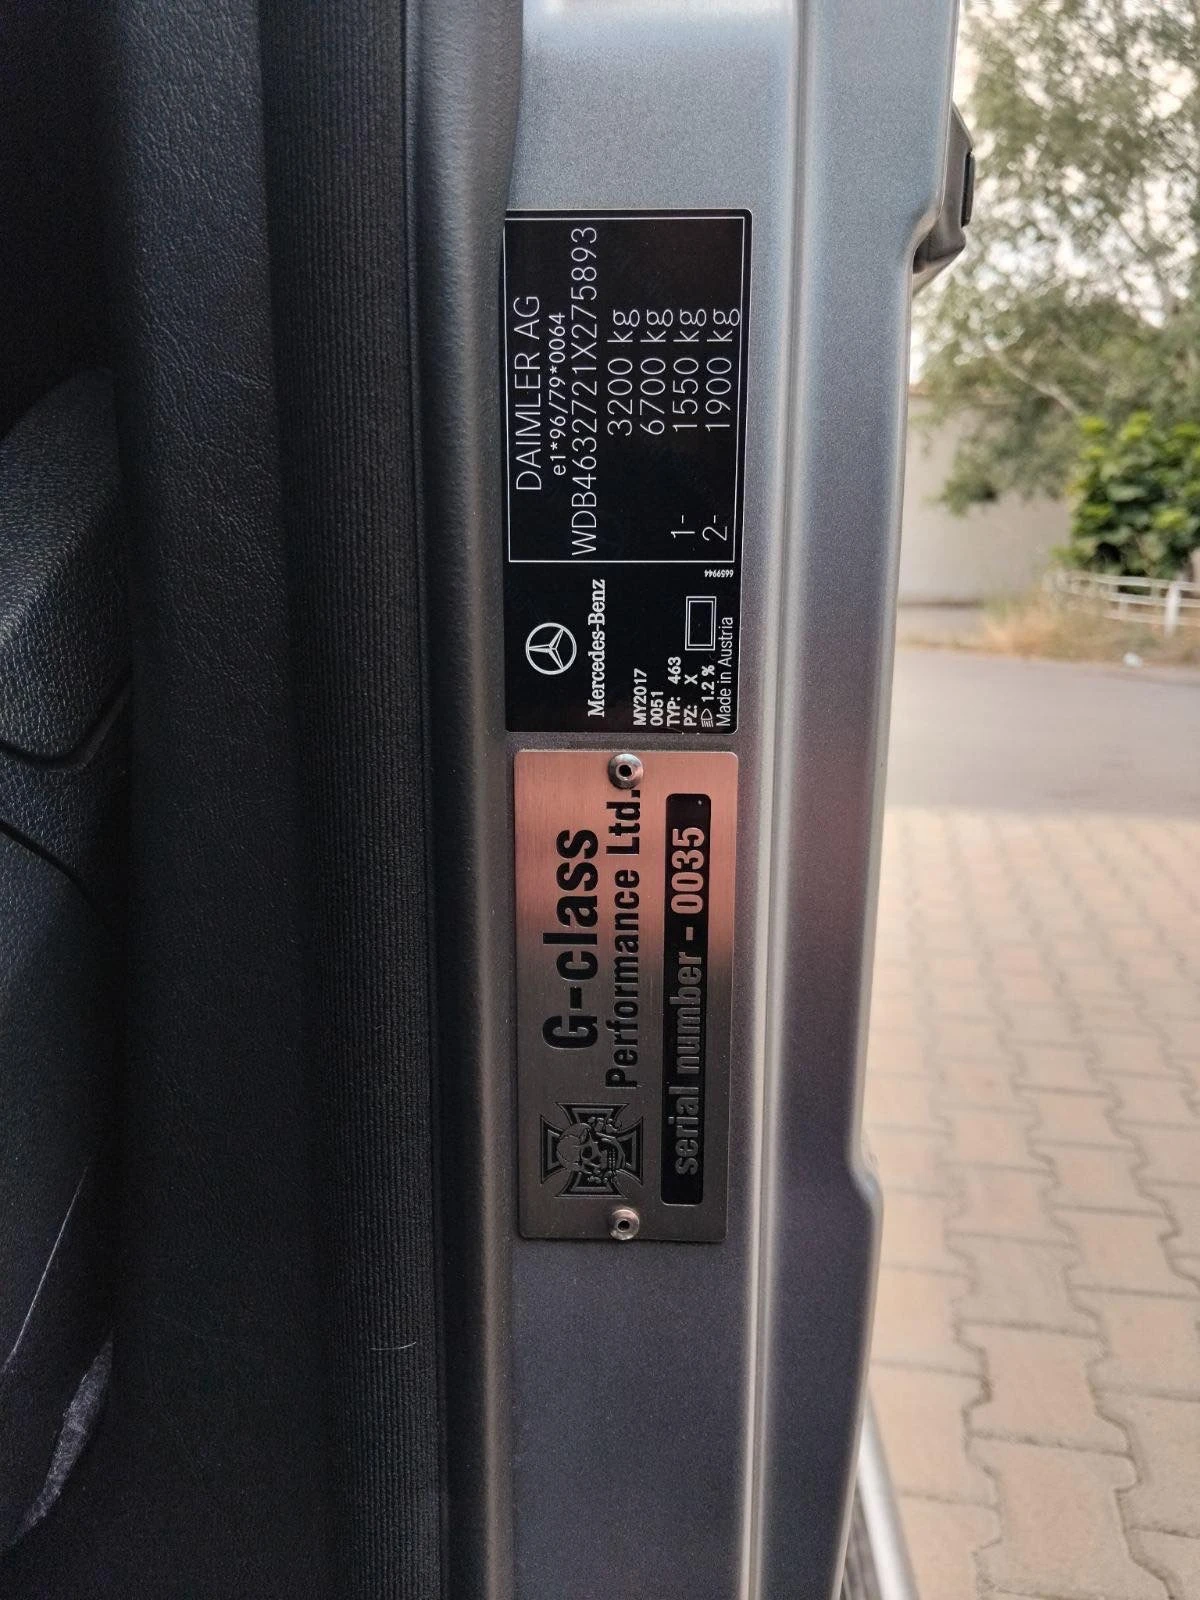 DAIMLER AG
e1*96/79*0064
WDB4632721X275893
3200 kg
6700 kg
1- 1550 kg
2- 1900 kg
Mercedes-Benz
MY2017
0051
TYP: 463
PZ: X
1.2 %
Made in Austria
6659944
G-class
Performance Ltd.
serial number - 0035